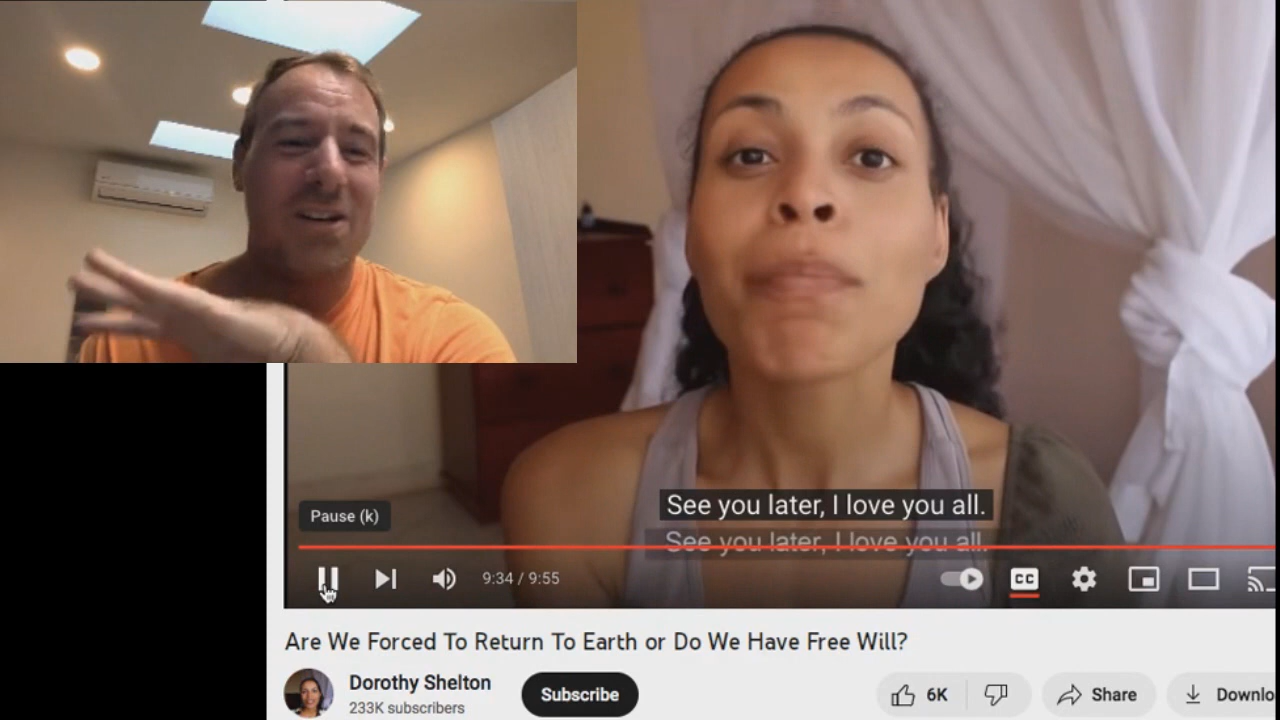 See you later, I love you all.
See you later, I love you all.
Pause (k)
9:34 / 9:55
CC
Are We Forced To Return To Earth or Do We Have Free Will?
Dorothy Shelton
233K subscribers
Subscribe
6K
Share
Downlo